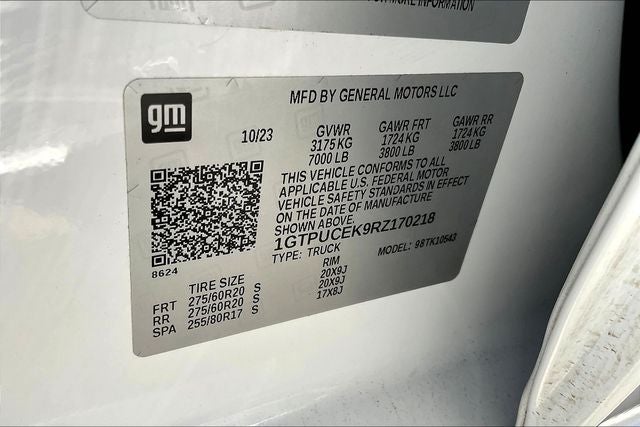 FOR MORE INFORMATION
MFD BY GENERAL MOTORS LLC
gm
10/23
GVWR GAWR FRT GAWR RR
3175 KG 1724 KG 1724 KG
7000 LB 3800 LB 3800 LB
THIS VEHICLE CONFORMS TO ALL
APPLICABLE U.S. FEDERAL MOTOR
VEHICLE SAFETY STANDARDS IN EFFECT
ON THE DATE OF MANUFACTURE
SHOWN ABOVE.
1GTPUCEK9RZ170218
TYPE: TRUCK MODEL: 98TK10543
8624
TIRE SIZE RIM
FRT 275/60R20 S 20X9J
RR 275/60R20 S 20X9J
SPA 255/80R17 S 17X8J